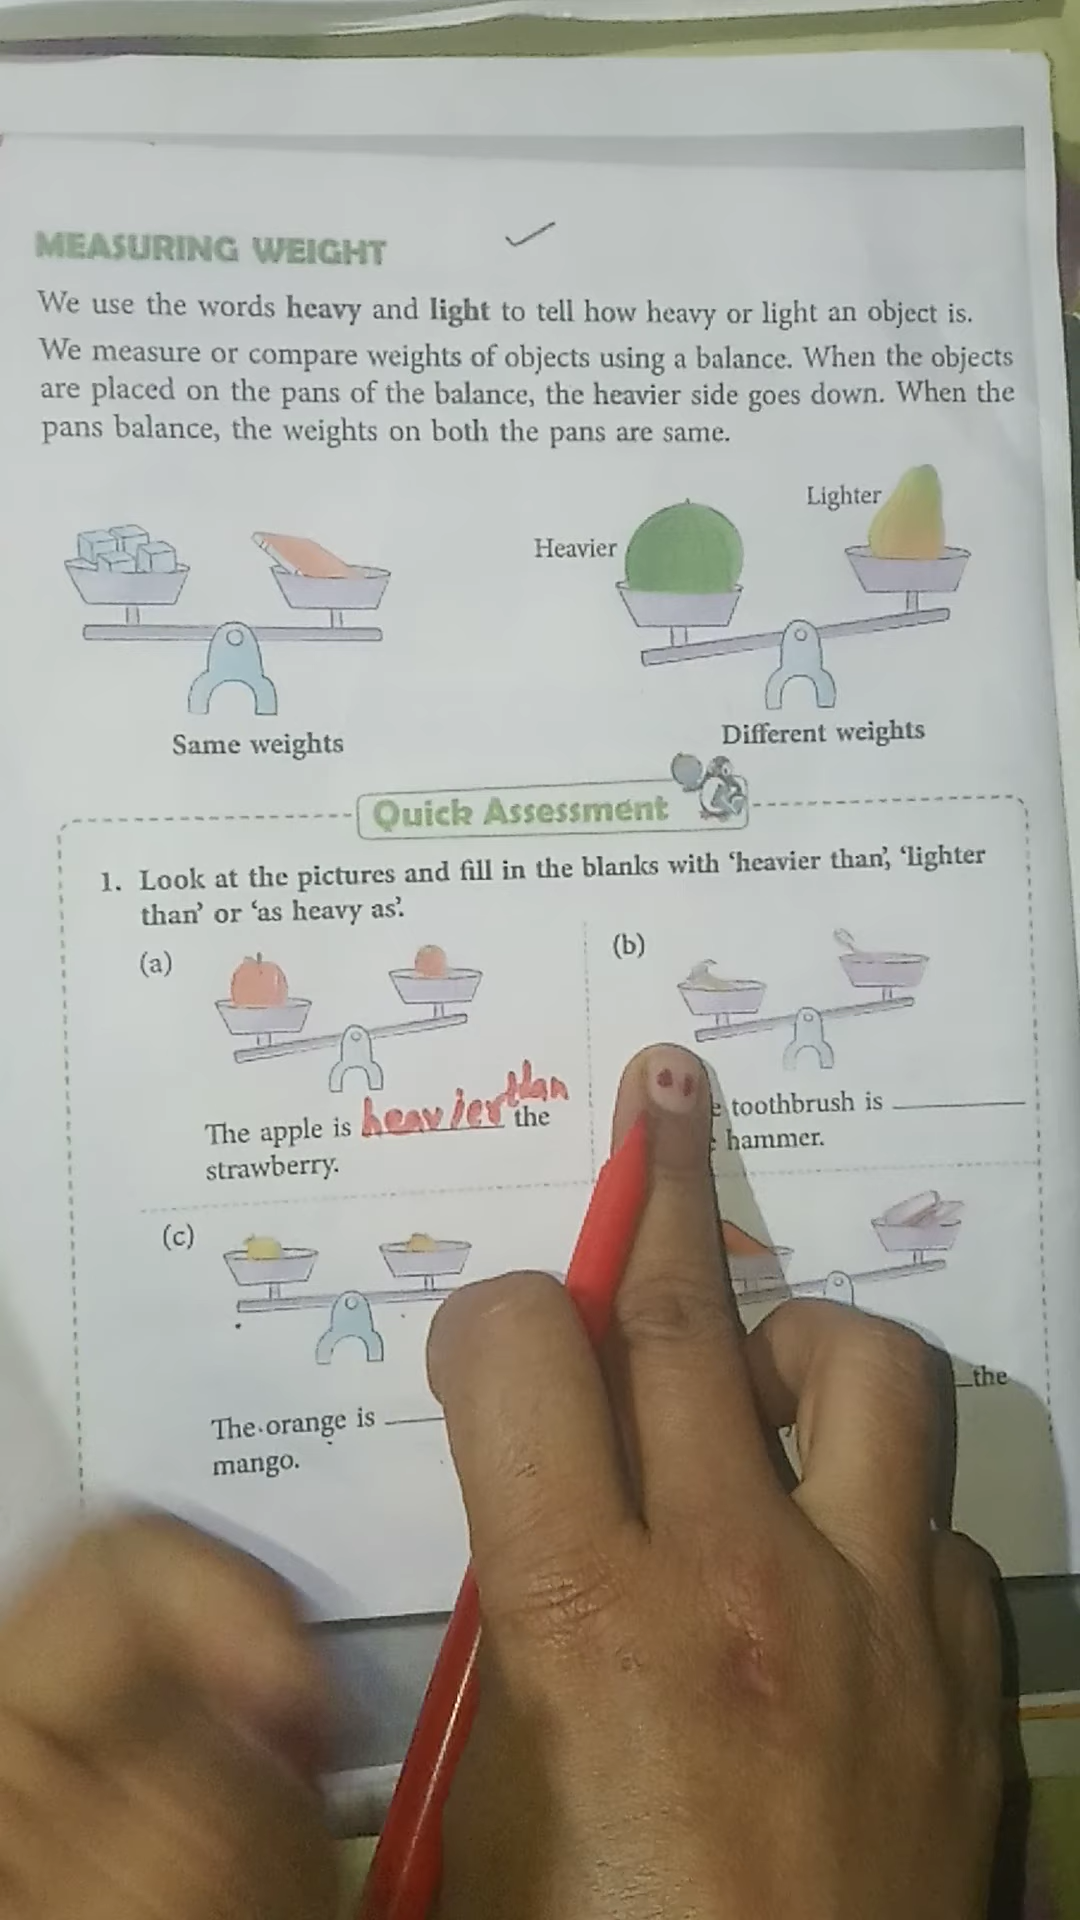 MEASURING WEIGHT
We use the words heavy and light to tell how heavy or light an object is.
We measure or compare weights of objects using a balance. When the objects
are placed on the pans of the balance, the heavier side goes down. When the
pans balance, the weights on both the pans are same.
Lighter
Heavier
Same weights
Different weights
Quick Assessment
1. Look at the pictures and fill in the blanks with 'heavier than', 'lighter
than' or 'as heavy as'.
(a)
(b)
The apple is heavier than the
strawberry.
toothbrush is
hammer.
(c)
The orange is
mango.
the